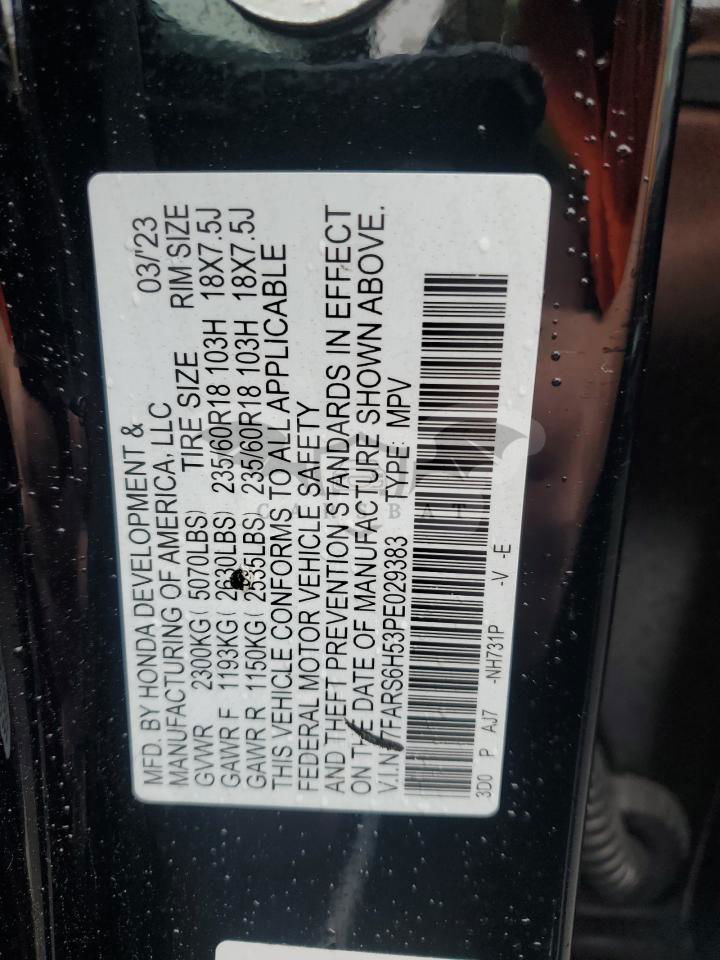 MFD. BY HONDA DEVELOPMENT & 03/'23
MANUFACTURING OF AMERICA, LLC
GVWR 2300KG ( 5070LBS) TIRE SIZE RIM SIZE
GAWR F 1193KG ( 2630LBS) 235/60R18 103H 18X7.5J
GAWR R 1150KG ( 2535LBS) 235/60R18 103H 18X7.5J
THIS VEHICLE CONFORMS TO ALL APPLICABLE
FEDERAL MOTOR VEHICLE SAFETY
AND THEFT PREVENTION STANDARDS IN EFFECT
ON THE DATE OF MANUFACTURE SHOWN ABOVE.
V.I.N. 7FARS6H53PE029383 TYPE: MPV
3D0 P AJ7 -NH731P -V -E